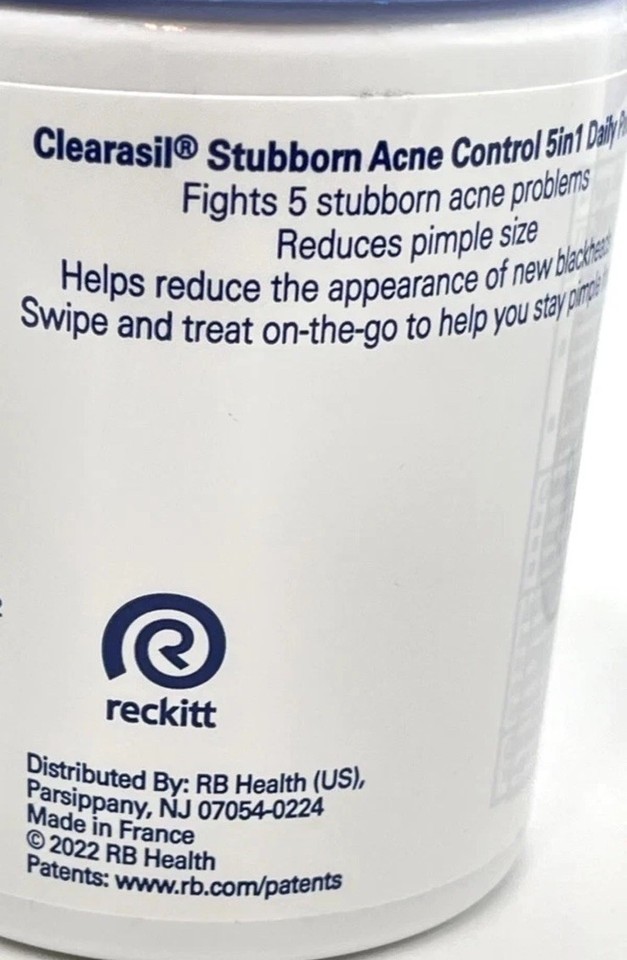 Clearasil® Stubborn Acne Control 5in1 Daily
Fights 5 stubborn acne problems
Reduces pimple size
Helps reduce the appearance of new
Swipe and treat on-the-go to help you stay
reckitt
Distributed By: RB Health (US),
Parsippany, NJ 07054-0224
Made in France
© 2022 RB Health
Patents: www.rb.com/patents